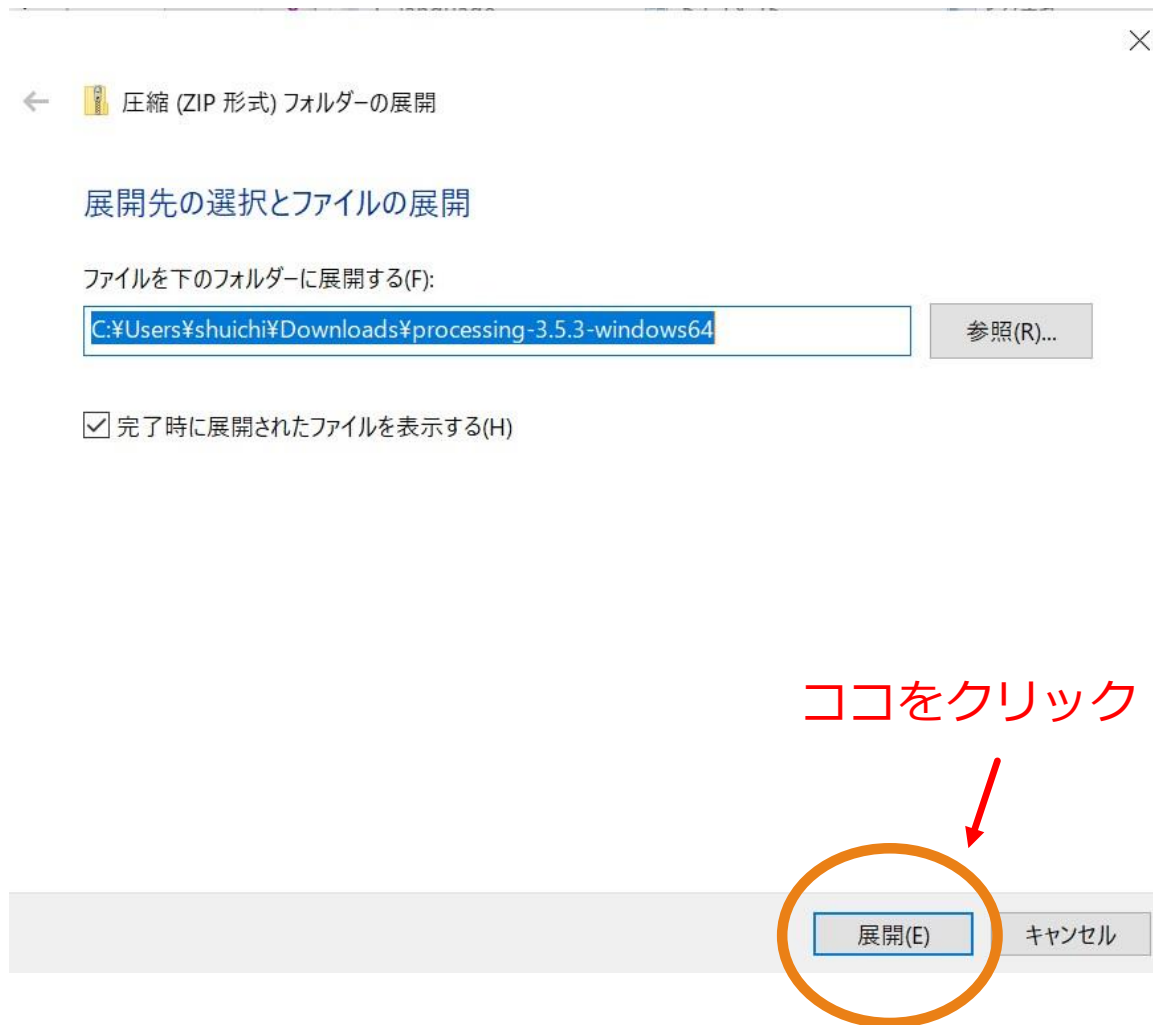 圧縮 (ZIP 形式) フォルダーの展開
展開先の選択とファイルの展開
ファイルを下のフォルダーに展開する(F):
C:¥Users¥shuichi¥Downloads¥processing-3.5.3-windows64
参照(R)...
完了時に展開されたファイルを表示する(H)
ココをクリック
展開(E)
キャンセル